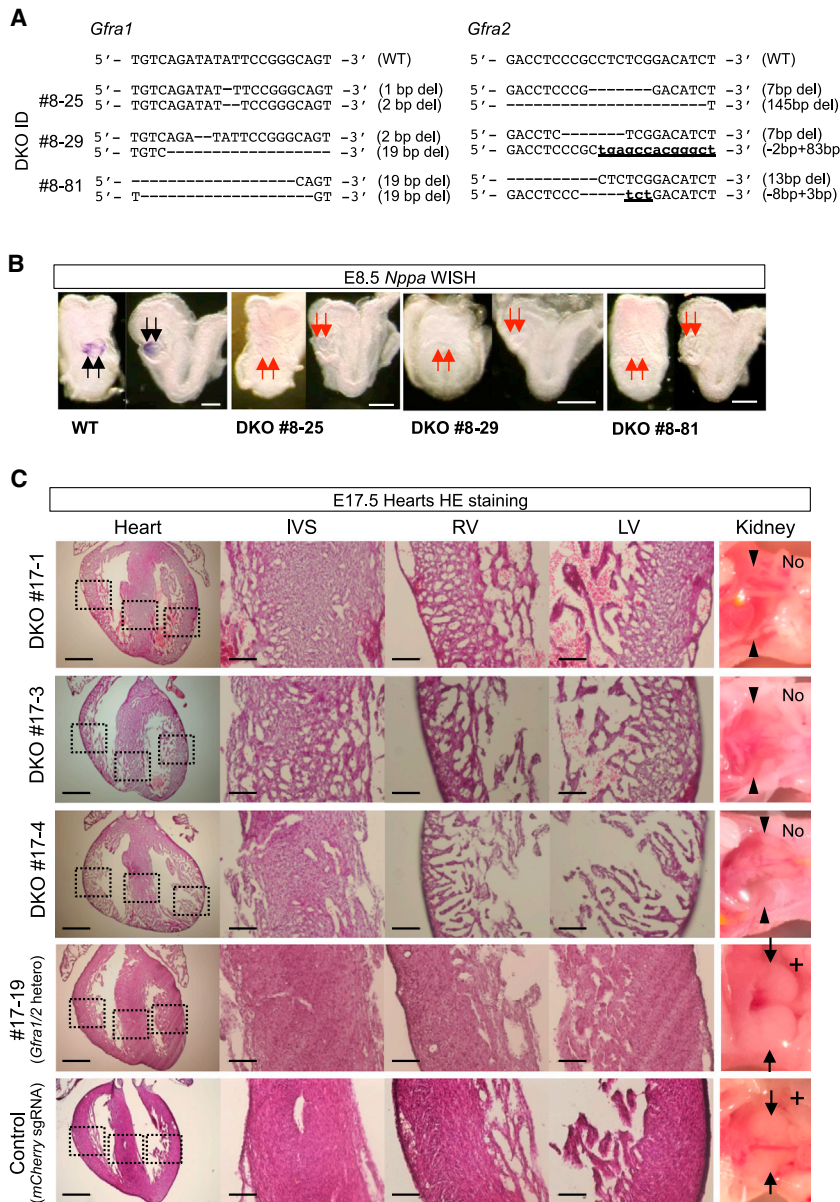 A
Gfra1 Gfra2
5′- TGTCAGATATATTCCGGGCAGT -3′ (WT) 5′- GACCTCCCGCCTCTCGGACATCT -3′ (WT)
DKO ID
#8-25 5′- TGTCAGATAT-TTCCGGGCAGT -3′ (1 bp del) 5′- GACCTCCCG-------GACATCT -3′ (7bp del)
5′- TGTCAGATAT--TCCGGGCAGT -3′ (2 bp del) 5′- ----------------------T -3′ (145bp del)
#8-29 5′- TGTCAGA--TATTCCGGGCAGT -3′ (2 bp del) 5′- GACCTC-------TCGGACATCT -3′ (7bp del)
5′- TGTC------------------ -3′ (19 bp del) 5′- GACCTCCCGCtgagccacgggct -3′ (-2bp+83bp)
#8-81 5′- ------------------CAGT -3′ (19 bp del) 5′- ----------CTCTCGGACATCT -3′ (13bp del)
5′- T-------------------GT -3′ (19 bp del) 5′- GACCTCCC-----tctGACATCT -3′ (-8bp+3bp)
B
E8.5 Nppa WISH
WT DKO #8-25 DKO #8-29 DKO #8-81
C
E17.5 Hearts HE staining
Heart IVS RV LV Kidney
DKO #17-1 No
DKO #17-3 No
DKO #17-4 No
#17-19 (Gfra1/2 hetero) +
Control (mCherry sgRNA) +